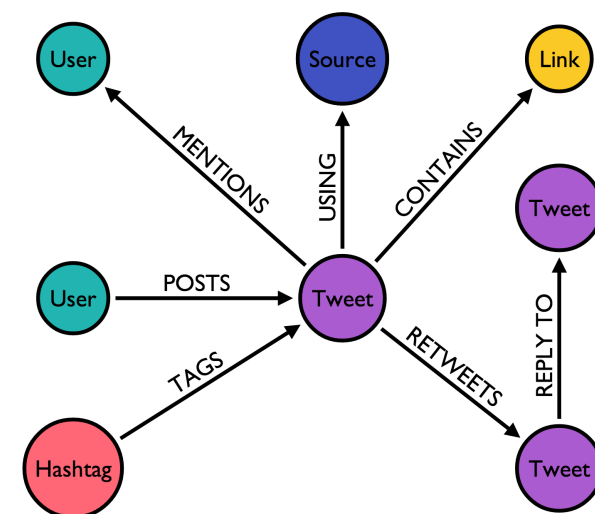 User
Source
Link
MENTIONS
USING
CONTAINS
Tweet
User
POSTS
Tweet
TAGS
RETWEETS
REPLY TO
Hashtag
Tweet